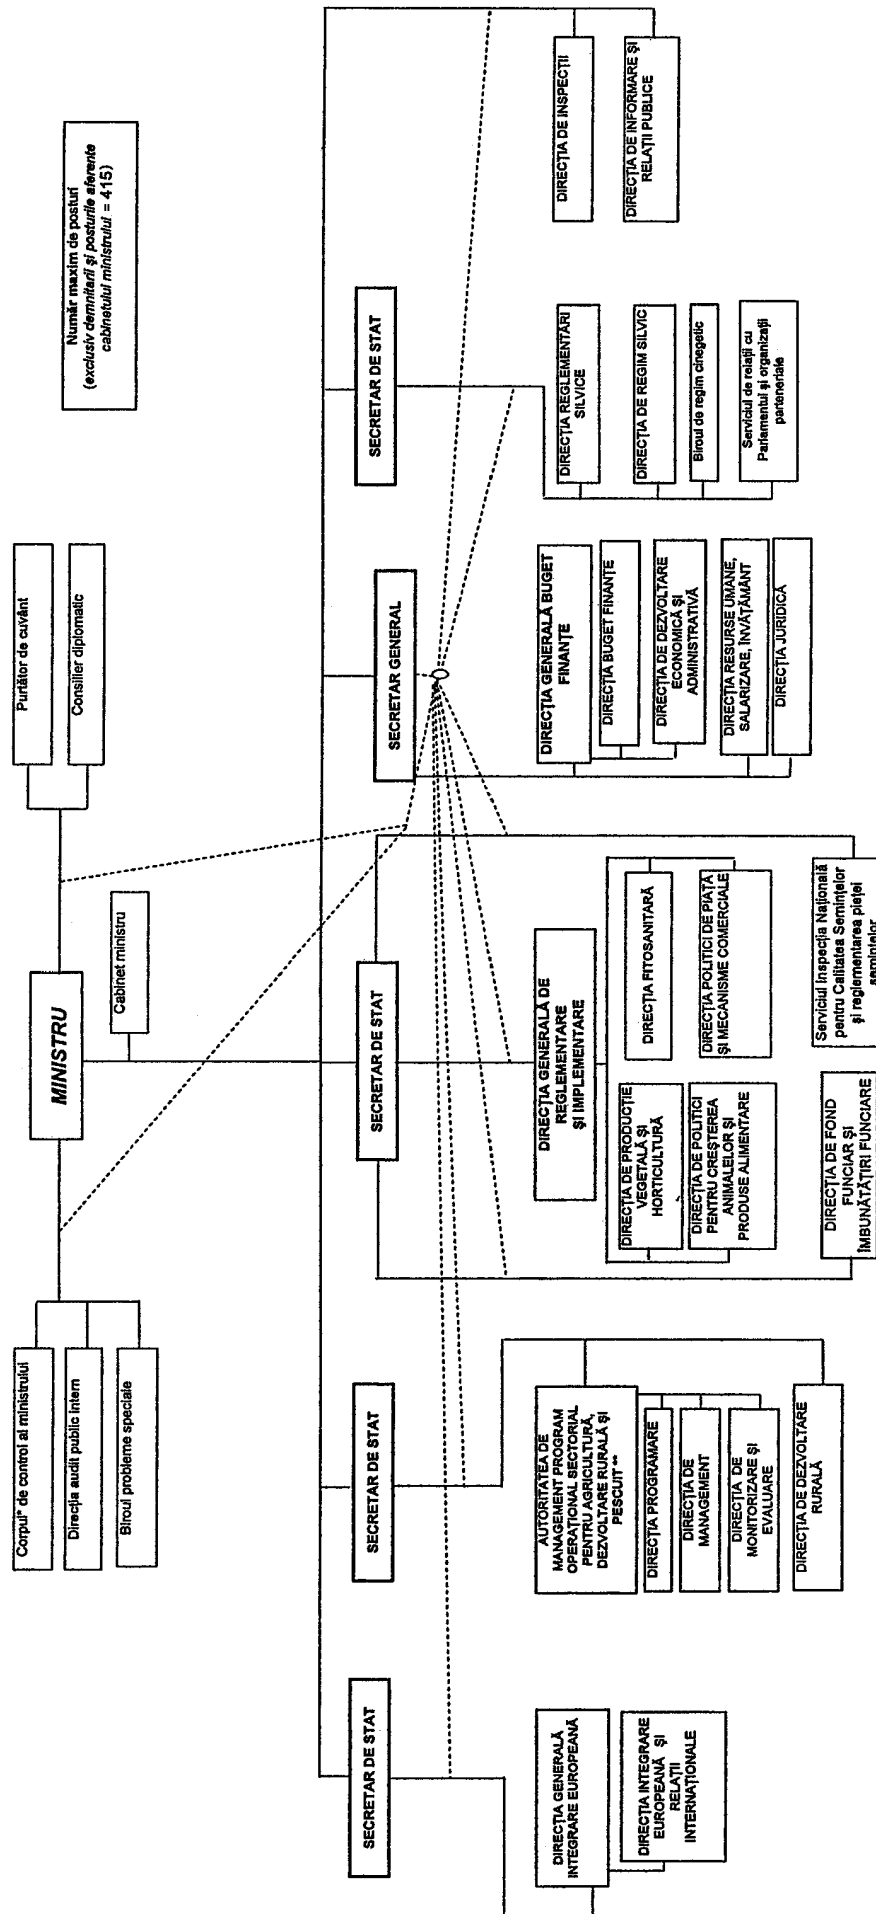 Corpul* de control al ministrului
Direcția audit public intern
Biroul probleme speciale
MINISTRU
Cabinet ministru
Purtător de cuvânt
Consilier diplomatic
Număr maxim de posturi
(exclusiv demnitarii și posturile aferente
cabinetului ministrului = 415)
SECRETAR DE STAT
SECRETAR DE STAT
SECRETAR DE STAT
SECRETAR GENERAL
SECRETAR DE STAT
DIRECȚIA GENERALĂ
INTEGRARE EUROPEANĂ
DIRECȚIA INTEGRARE
EUROPEANĂ ȘI
RELAȚII
INTERNAȚIONALE
AUTORITATEA DE
MANAGEMENT PROGRAM
OPERAȚIONAL SECTORIAL
PENTRU AGRICULTURĂ,
DEZVOLTARE RURALĂ ȘI
PESCUIT **
DIRECȚIA PROGRAMARE
DIRECȚIA DE
MANAGEMENT
DIRECȚIA DE
MONITORIZARE ȘI
EVALUARE
DIRECȚIA DE DEZVOLTARE
RURALĂ
DIRECȚIA GENERALĂ DE
REGLEMENTARE
ȘI IMPLEMENTARE
DIRECȚIA DE PRODUCȚIE
VEGETALĂ ȘI
HORTICULTURĂ
DIRECȚIA DE POLITICI
PENTRU CREȘTEREA
ANIMALELOR ȘI
PRODUSE ALIMENTARE
DIRECȚIA FITOSANITARĂ
DIRECȚIA POLITICI DE PIAȚĂ
ȘI MECANISME COMERCIALE
DIRECȚIA DE FOND
FUNCIAR ȘI
ÎMBUNĂTĂȚIRI FUNCIARE
Serviciul Inspecția Națională
pentru Calitatea Semințelor
și reglementarea pieței
semințelor
DIRECȚIA GENERALĂ BUGET
FINANȚE
DIRECȚIA BUGET FINANȚE
DIRECȚIA DE DEZVOLTARE
ECONOMICĂ ȘI
ADMINISTRATIVĂ
DIRECȚIA RESURSE UMANE,
SALARIZARE, ÎNVĂȚĂMÂNT
DIRECȚIA JURIDICĂ
DIRECȚIA REGLEMENTĂRI
SILVICE
DIRECȚIA DE REGIM SILVIC
Biroul de regim cinegetic
Serviciul de relații cu
Parlamentul și organizații
parteneriale
DIRECȚIA DE INSPECȚII
DIRECȚIA DE INFORMARE ȘI
RELAȚII PUBLICE